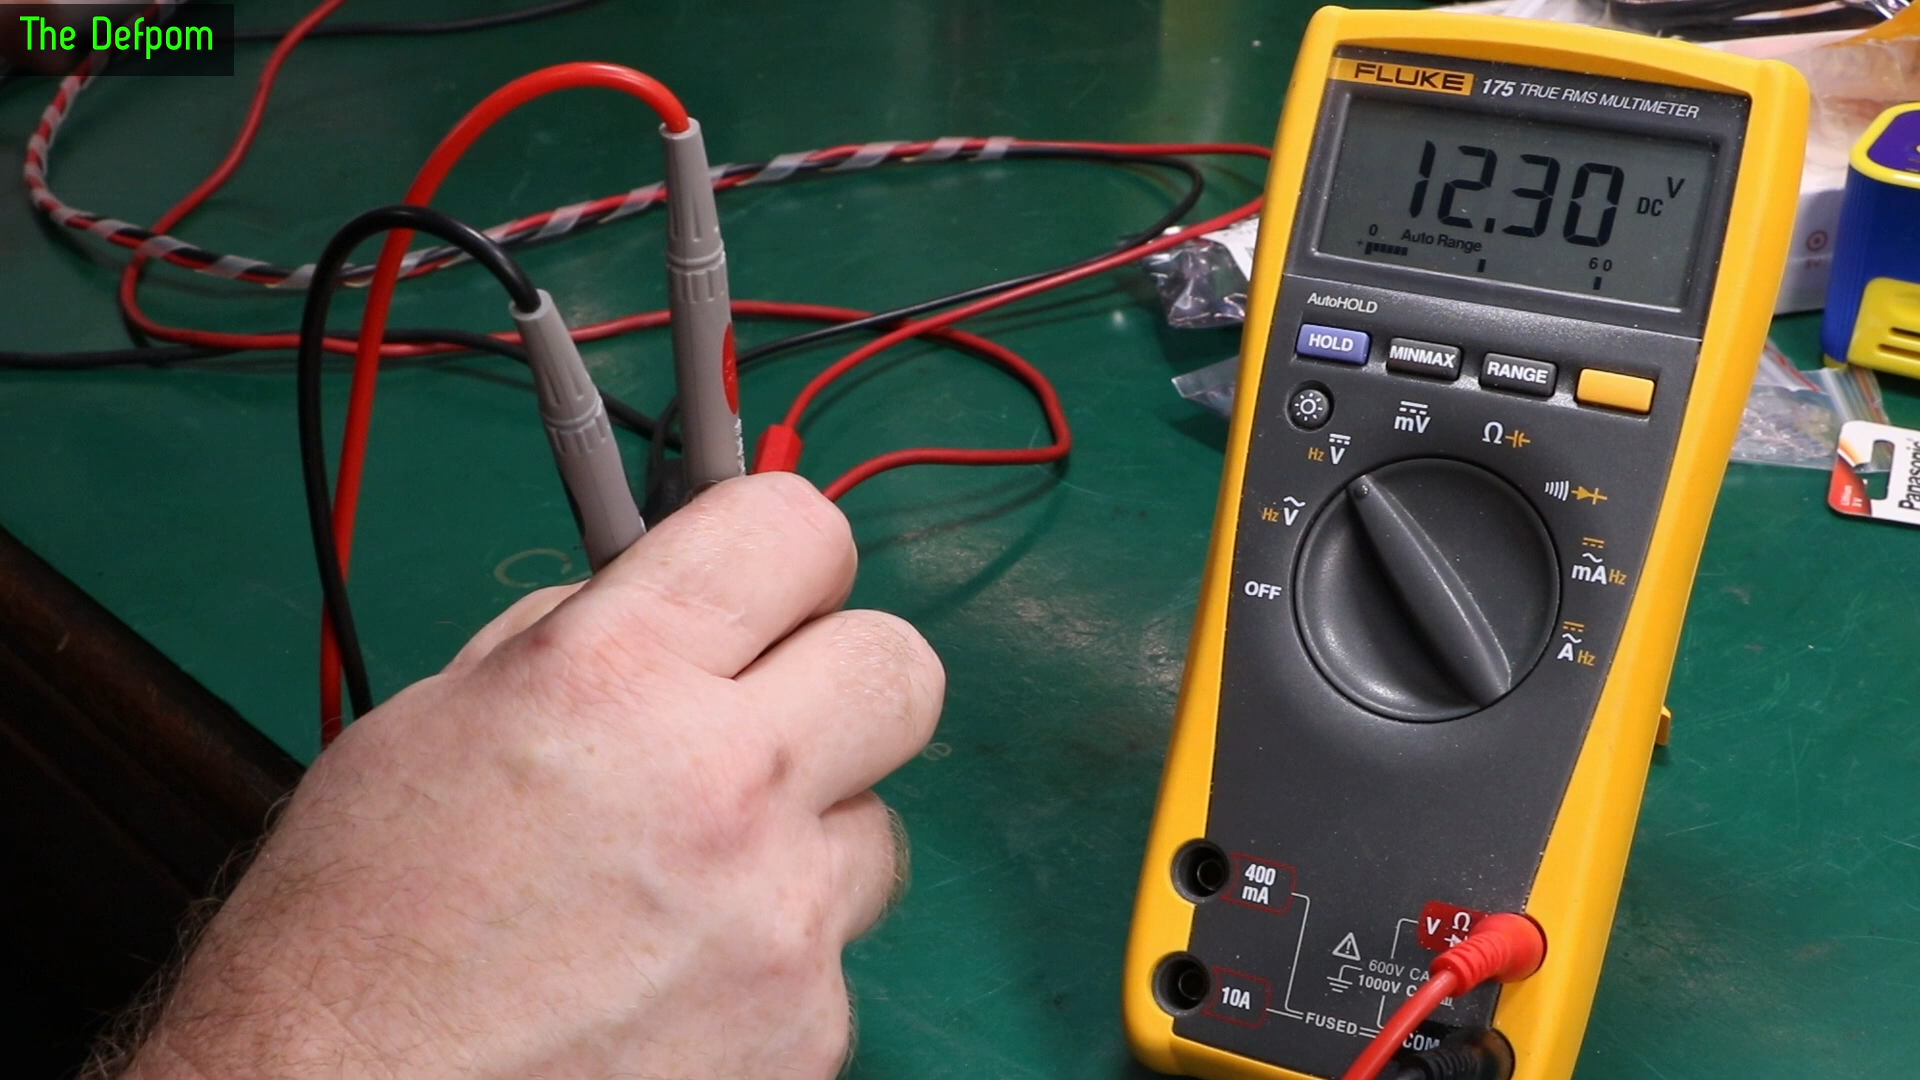 The Defpom
FLUKE 175 TRUE RMS MULTIMETER
12.30 V DC
0 Auto Range 60
AutoHOLD
HOLD MINMAX RANGE
mV
Ω
Hz V
Hz V
mA Hz
OFF
A Hz
400 mA
V Ω
600V
1000V
10A
FUSED
COM
Panasonic